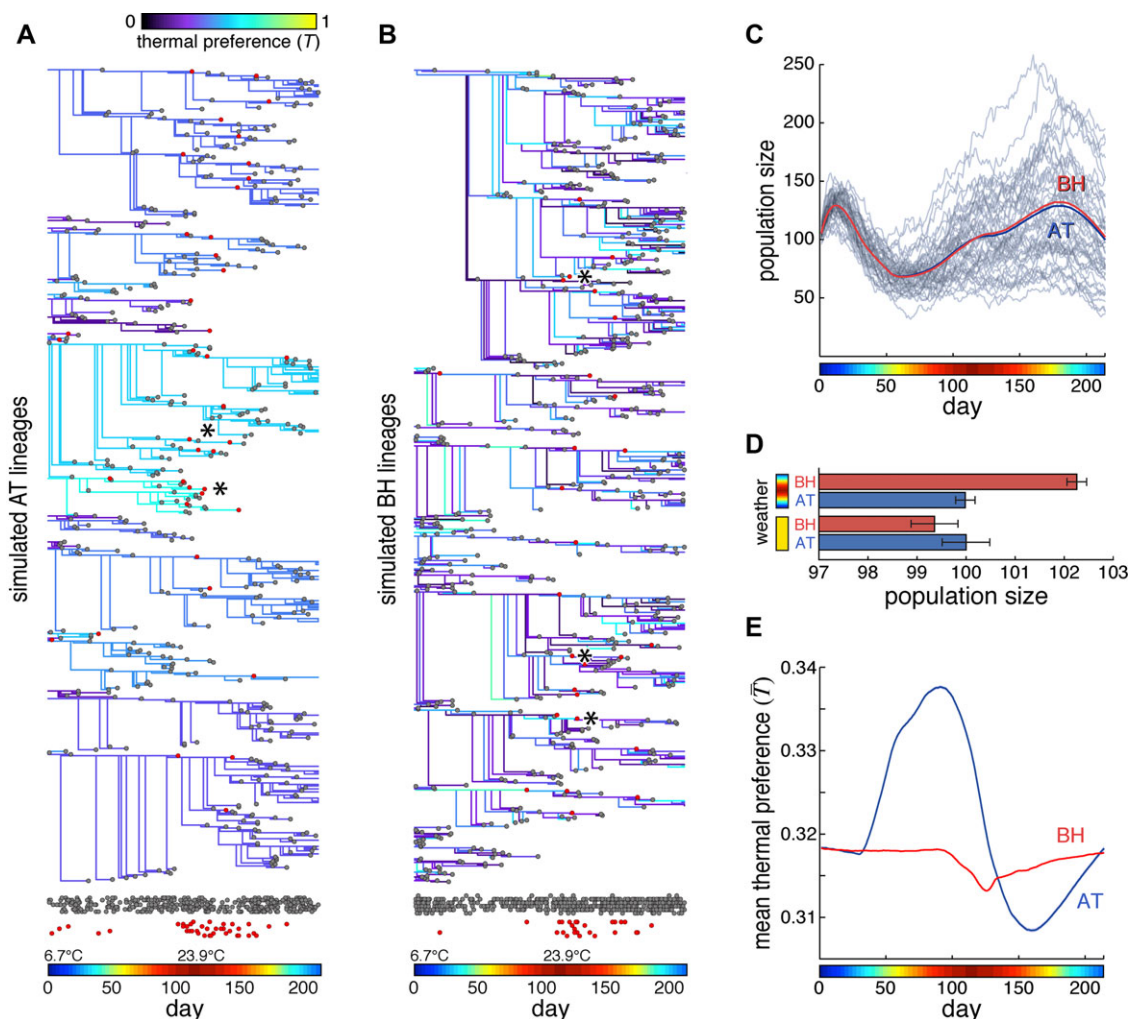 A
0
1
thermal preference (T)
simulated AT lineages
*
*
6.7°C
23.9°C
0 50 100 150 200
day
B
simulated BH lineages
*
*
*
6.7°C
23.9°C
0 50 100 150 200
day
C
population size
250
200
150
100
50
BH
AT
0 50 100 150 200
day
D
weather
BH
AT
BH
AT
97 98 99 100 101 102 103
population size
E
mean thermal preference (T̅)
0.34
0.33
0.32
0.31
BH
AT
0 50 100 150 200
day